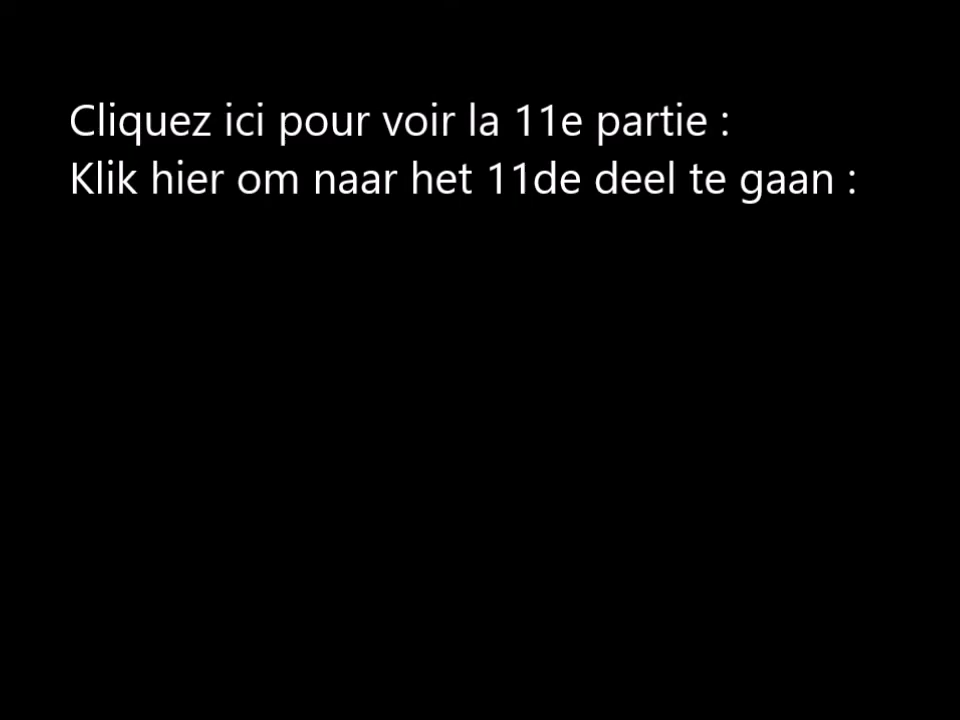 Cliquez ici pour voir la 11e partie :
Klik hier om naar het 11de deel te gaan :